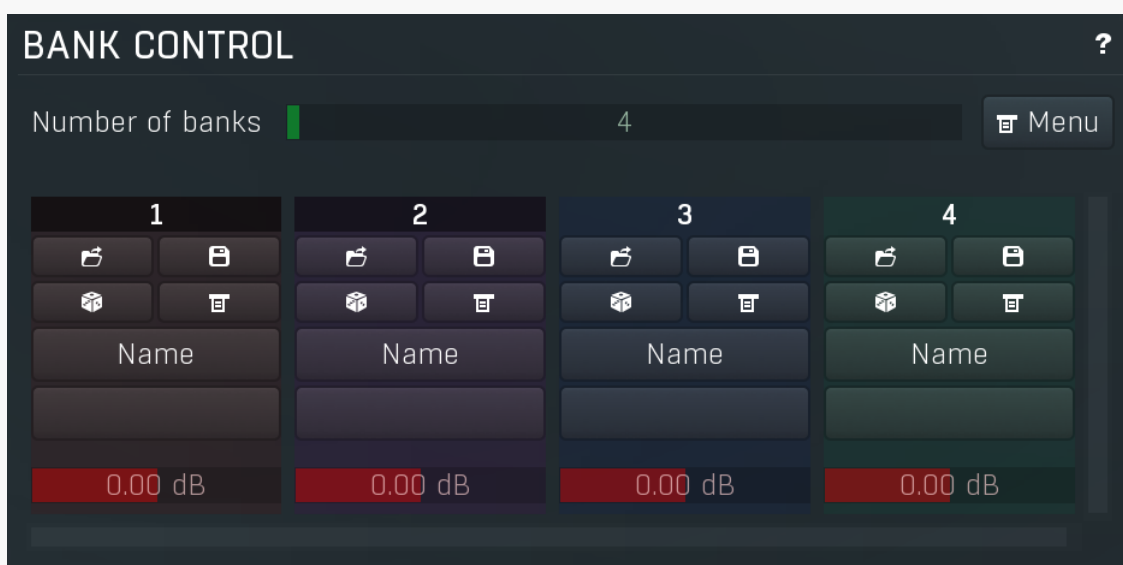 BANK CONTROL ?
Number of banks 4 Menu
1 2 3 4
Name Name Name Name
0.00 dB 0.00 dB 0.00 dB 0.00 dB